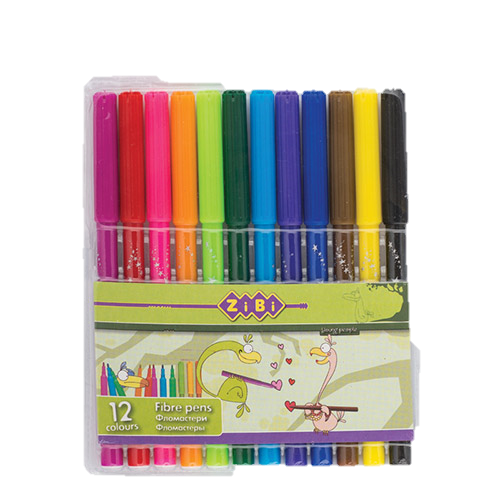 ZiBi
12
colours
Fibre pens
Фломастери
Фломастеры